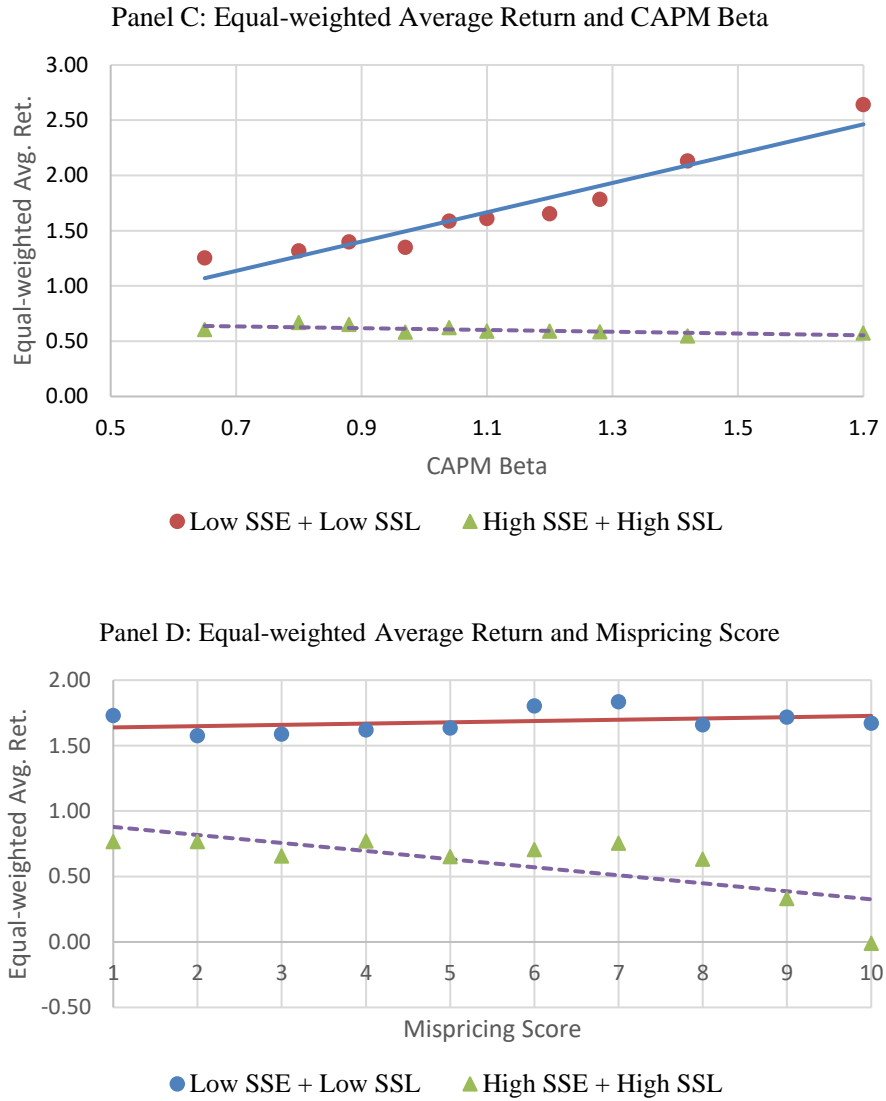 Panel C: Equal-weighted Average Return and CAPM Beta
Equal-weighted Avg. Ret.
3.00
2.50
2.00
1.50
1.00
0.50
0.00
0.5 0.7 0.9 1.1 1.3 1.5 1.7
CAPM Beta
Low SSE + Low SSL High SSE + High SSL
Panel D: Equal-weighted Average Return and Mispricing Score
Equal-weighted Avg. Ret.
2.00
1.50
1.00
0.50
0.00
-0.50
1 2 3 4 5 6 7 8 9 10
Mispricing Score
Low SSE + Low SSL High SSE + High SSL